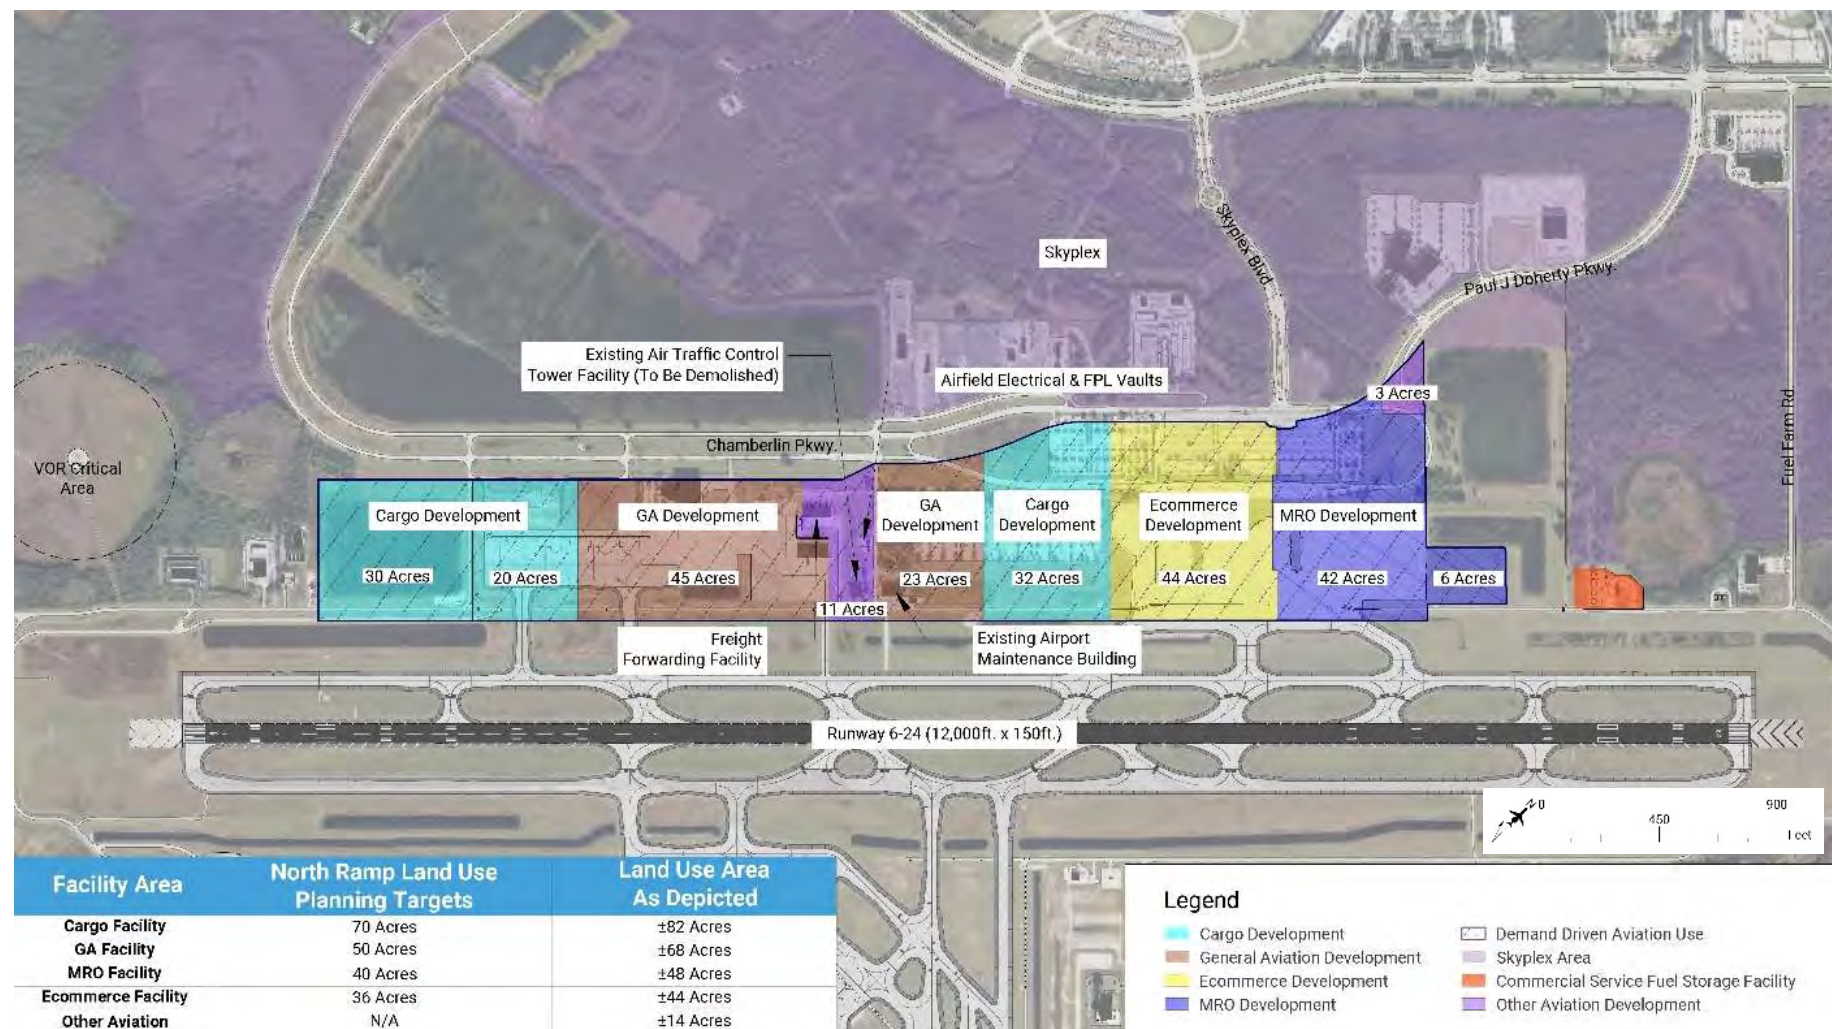 Skyplex Blvd.
Skyplex
Paul J Doherty Pkwy.
Existing Air Traffic Control
Tower Facility (To Be Demolished)
Airfield Electrical & FPL Vaults
3 Acres
Fuel Farm Rd.
Chamberlin Pkwy.
VOR Critical
Area
Cargo Development
GA Development
GA
Development
Cargo
Development
Ecommerce
Development
MRO Development
30 Acres
20 Acres
45 Acres
11 Acres
23 Acres
32 Acres
44 Acres
42 Acres
6 Acres
Freight
Forwarding Facility
Existing Airport
Maintenance Building
Runway 6-24 (12,000ft. x 150ft.)
0
450
900
Feet
Facility Area North Ramp Land Use Planning Targets Land Use Area As Depicted
Cargo Facility 70 Acres ±82 Acres
GA Facility 50 Acres ±68 Acres
MRO Facility 40 Acres ±48 Acres
Ecommerce Facility 36 Acres ±44 Acres
Other Aviation N/A ±14 Acres
Legend
Cargo Development
General Aviation Development
Ecommerce Development
MRO Development
Demand Driven Aviation Use
Skyplex Area
Commercial Service Fuel Storage Facility
Other Aviation Development